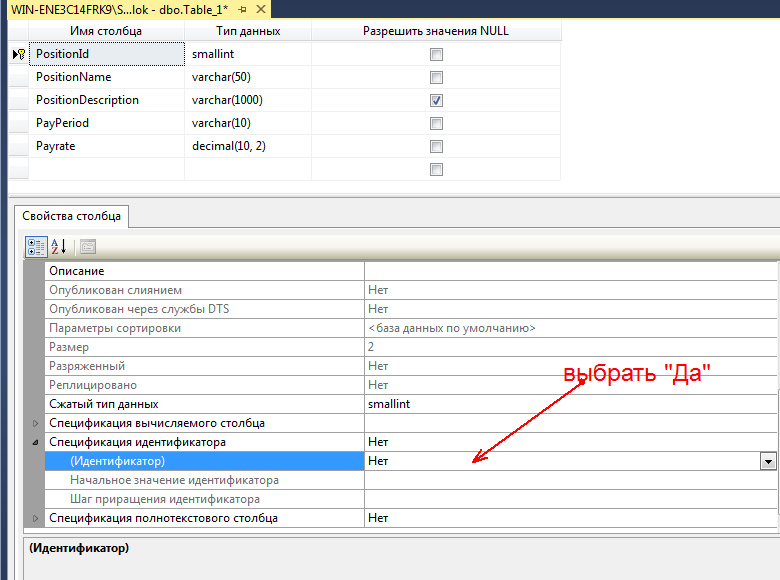 WIN-ENE3C14FRK9\S...lok - dbo.Table_1*
Имя столбца Тип данных Разрешить значения NULL
PositionId smallint
PositionName varchar(50)
PositionDescription varchar(1000)
PayPeriod varchar(10)
Payrate decimal(10, 2)
Свойства столбца
Описание
Опубликован слиянием Нет
Опубликован через службы DTS Нет
Параметры сортировки <база данных по умолчанию>
Размер 2
Разряженный Нет
Реплицировано Нет
выбрать "Да"
Сжатый тип данных smallint
Спецификация вычисляемого столбца
Спецификация идентификатора Нет
(Идентификатор) Нет
Начальное значение идентификатора
Шаг приращения идентификатора
Спецификация полнотекстового столбца Нет
(Идентификатор)